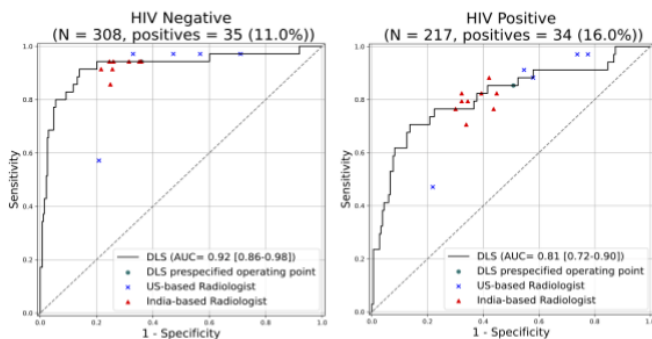 HIV Negative
(N = 308, positives = 35 (11.0%))
Sensitivity
1.0
0.8
0.6
0.4
0.2
0.0
DLS (AUC= 0.92 [0.86-0.98])
DLS prespecified operating point
US-based Radiologist
India-based Radiologist
0.0 0.2 0.4 0.6 0.8 1.0
1 - Specificity
HIV Positive
(N = 217, positives = 34 (16.0%))
Sensitivity
1.0
0.8
0.6
0.4
0.2
0.0
DLS (AUC= 0.81 [0.72-0.90])
DLS prespecified operating point
US-based Radiologist
India-based Radiologist
0.0 0.2 0.4 0.6 0.8 1.0
1 - Specificity